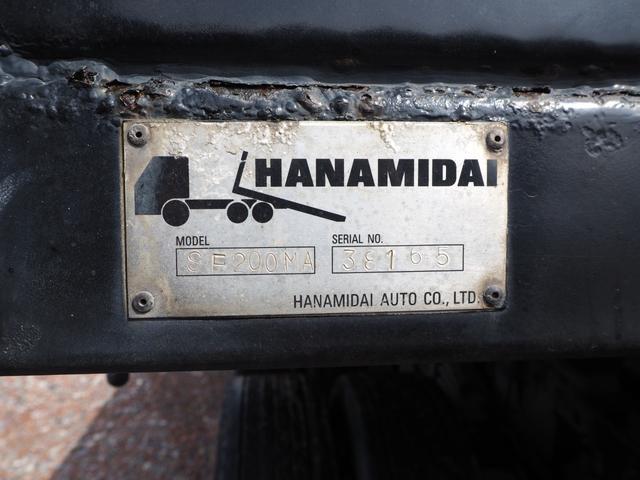 HANAMIDAI
MODEL SERIAL NO.
SF200MA 38165
HANAMIDAI AUTO CO., LTD.